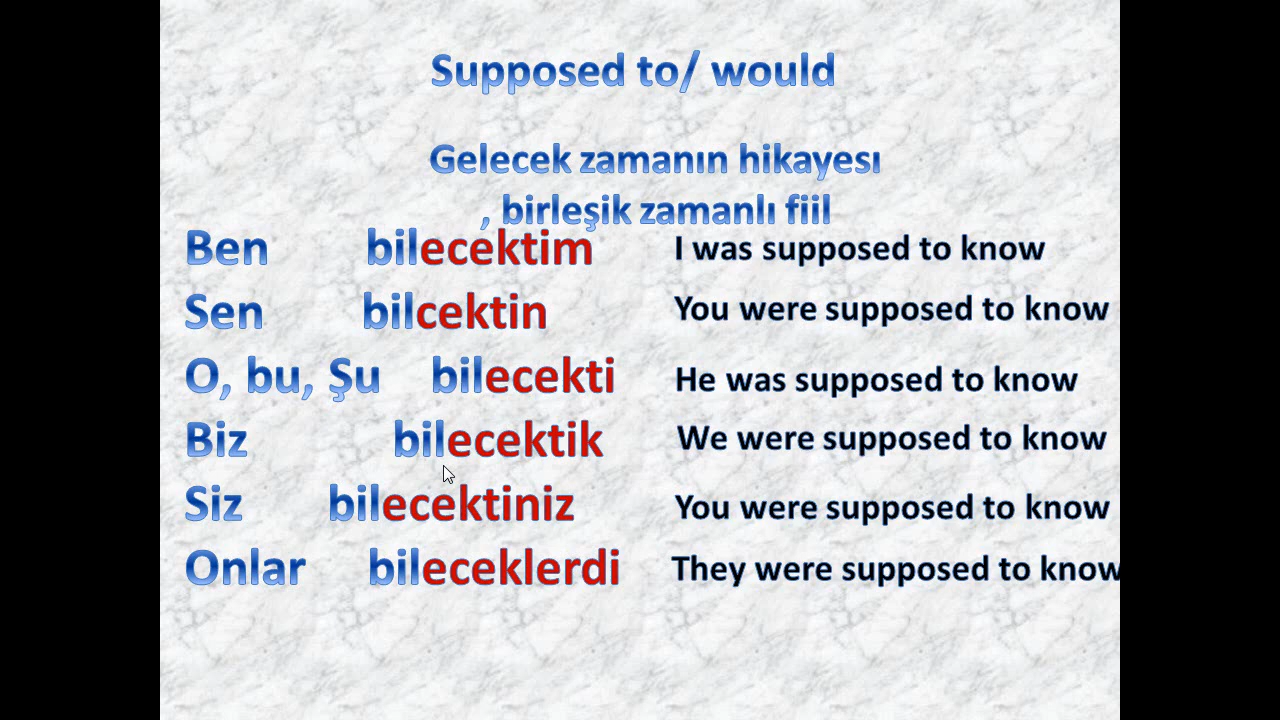 Supposed to/ would
Gelecek zamanın hikayesı
, birleşik zamanlı fiil
Ben bilecektim I was supposed to know
Sen bilcektin You were supposed to know
O, bu, Şu bilecekti He was supposed to know
Biz bilecektik We were supposed to know
Siz bilecektiniz You were supposed to know
Onlar bileceklerdi They were supposed to know